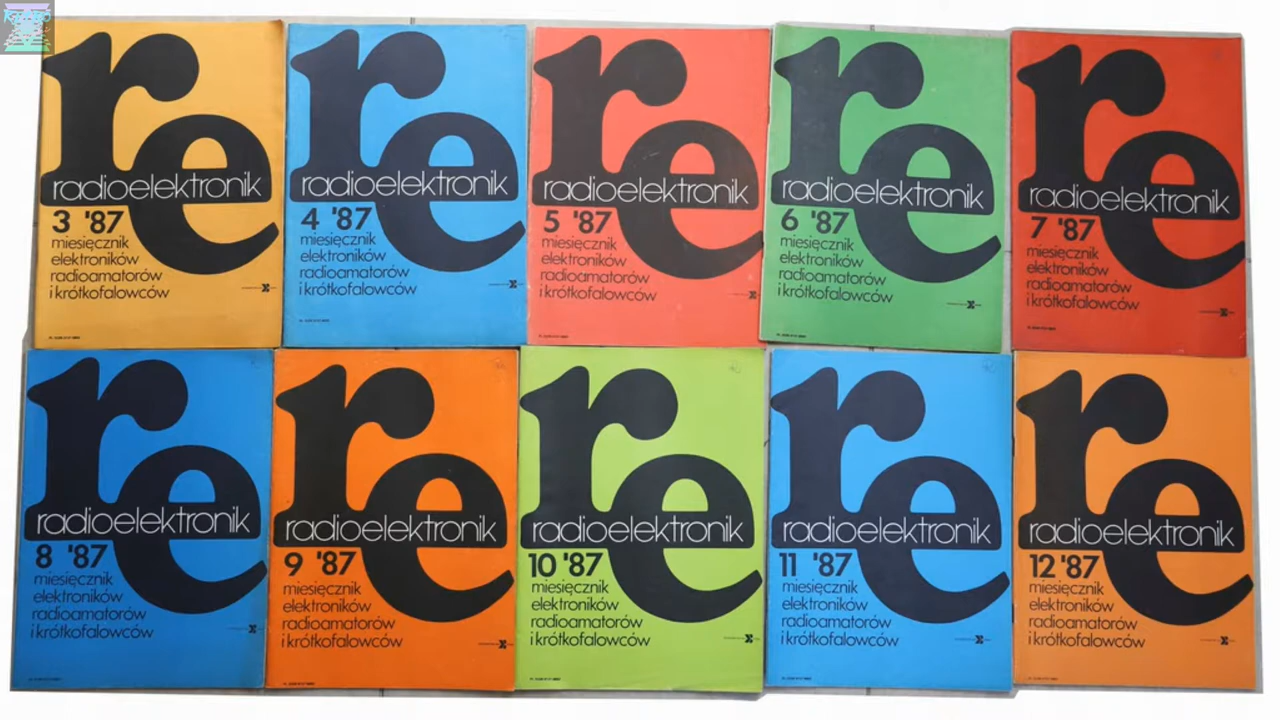 re
radioelektronik
3 '87
miesięcznik
elektroników
radioamatorów
i krótkofalowców
re
radioelektronik
4 '87
miesięcznik
elektroników
radioamatorów
i krótkofalowców
re
radioelektronik
5 '87
miesięcznik
elektroników
radioamatorów
i krótkofalowców
re
radioelektronik
6 '87
miesięcznik
elektroników
radioamatorów
i krótkofalowców
re
radioelektronik
7 '87
miesięcznik
elektroników
radioamatorów
i krótkofalowców
re
radioelektronik
8 '87
miesięcznik
elektroników
radioamatorów
i krótkofalowców
re
radioelektronik
9 '87
miesięcznik
elektroników
radioamatorów
i krótkofalowców
re
radioelektronik
10 '87
miesięcznik
elektroników
radioamatorów
i krótkofalowców
re
radioelektronik
11 '87
miesięcznik
elektroników
radioamatorów
i krótkofalowców
re
radioelektronik
12 '87
miesięcznik
elektroników
radioamatorów
i krótkofalowców